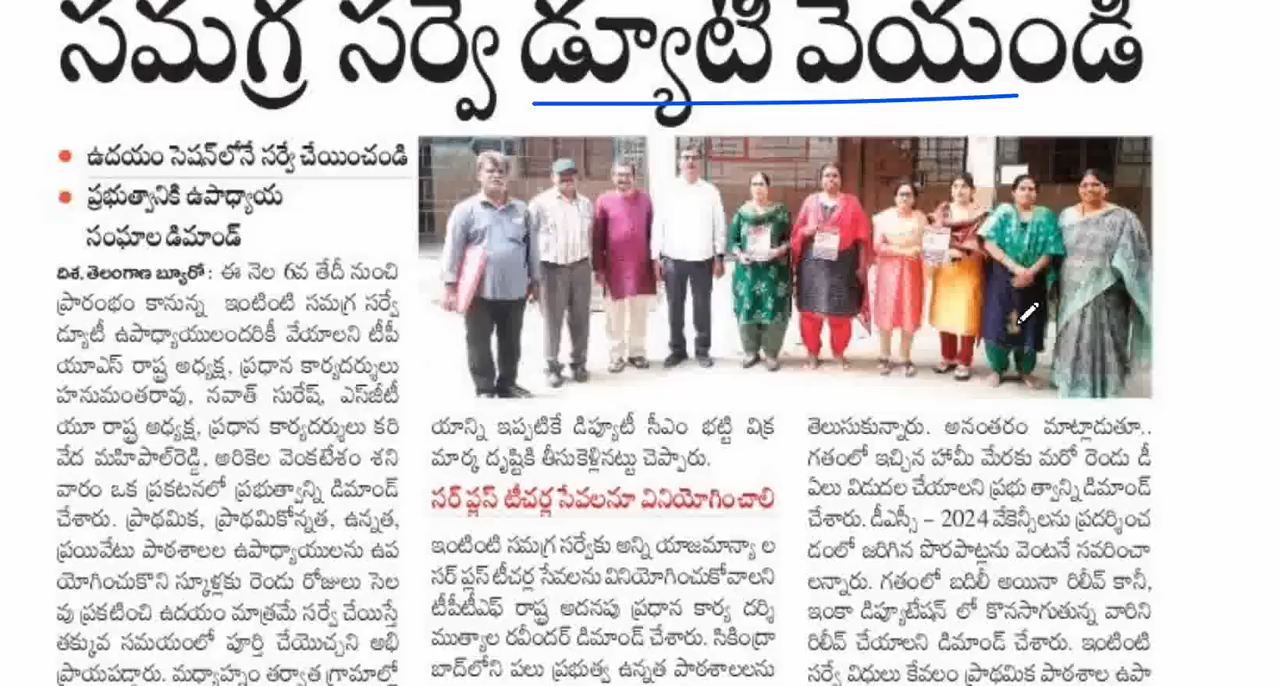 సమగ్ర సర్వే డ్యూటీ వేయండి
• ఉదయం సెషన్‌లోనే సర్వే చేయించండి
• ప్రభుత్వానికి ఉపాధ్యాయ
సంఘాల డిమాండ్
దిశ, తెలంగాణ బ్యూరో : ఈ నెల 6వ తేదీ నుంచి
ప్రారంభం కానున్న ఇంటింటి సమగ్ర సర్వే
డ్యూటీ ఉపాధ్యాయులందరికీ వేయాలని టీపీ
యూఎస్ రాష్ట్ర అధ్యక్ష, ప్రధాన కార్యదర్శులు
హనుమంతరావు, నవాత్ సురేష్, ఎస్‌జీటీ
యూ రాష్ట్ర అధ్యక్ష, ప్రధాన కార్యదర్శులు కరి
వేద మహిపాల్‌రెడ్డి, అరికెల వెంకటేశం శని
వారం ఒక ప్రకటనలో ప్రభుత్వాన్ని డిమాండ్
చేశారు. ప్రాథమిక, ప్రాథమికోన్నత, ఉన్నత,
ప్రయివేటు పాఠశాలల ఉపాధ్యాయులను ఉప
యోగించుకొని స్కూళ్లకు రెండు రోజులు సెల
వు ప్రకటించి ఉదయం మాత్రమే సర్వే చేయిస్తే
తక్కువ సమయంలో పూర్తి చేయొచ్చని అభి
ప్రాయపడ్డారు. మధ్యాహ్నం తర్వాత గ్రామాల్లో
యాన్ని ఇప్పటికే డిప్యూటీ సీఎం భట్టి విక్ర
మార్క దృష్టికి తీసుకెళ్లినట్టు చెప్పారు.
సర్ ప్లస్ టీచర్ల సేవలనూ వినియోగించాలి
ఇంటింటి సమగ్ర సర్వేకు అన్ని యాజమాన్యా ల
సర్ ప్లస్ టీచర్ల సేవలను వినియోగించుకోవాలని
టీపీటీఎఫ్ రాష్ట్ర అదనపు ప్రధాన కార్య దర్శి
ముత్యాల రవీందర్ డిమాండ్ చేశారు. సికింద్రా
బాద్‌లోని పలు ప్రభుత్వ ఉన్నత పాఠశాలలను
తెలుసుకున్నారు. అనంతరం మాట్లాడుతూ..
గతంలో ఇచ్చిన హామీ మేరకు మరో రెండు డీ
ఏలు విడుదల చేయాలని ప్రభు త్వాన్ని డిమాండ్
చేశారు. డీఎస్సీ – 2024 వేకెన్సీలను ప్రదర్శించ
డంలో జరిగిన పొరపాట్లను వెంటనే సవరించా
లన్నారు. గతంలో బదిలీ అయినా రిలీవ్ కానీ,
ఇంకా డిప్యూటేషన్ లో కొనసాగుతున్న వారిని
రిలీవ్ చేయాలని డిమాండ్ చేశారు. ఇంటింటి
సర్వే విధులు కేవలం ప్రాథమిక పాఠశాల ఉపా